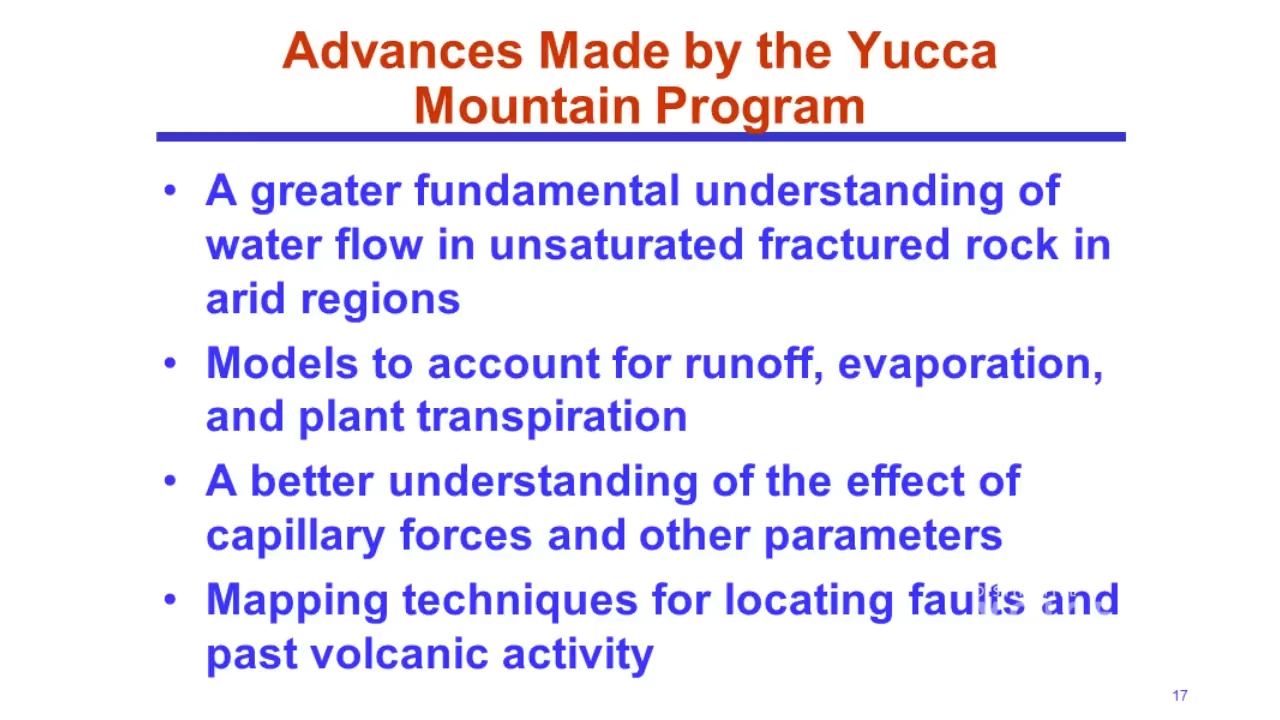 Advances Made by the Yucca
Mountain Program
• A greater fundamental understanding of
water flow in unsaturated fractured rock in
arid regions
• Models to account for runoff, evaporation,
and plant transpiration
• A better understanding of the effect of
capillary forces and other parameters
• Mapping techniques for locating faults and
past volcanic activity
17